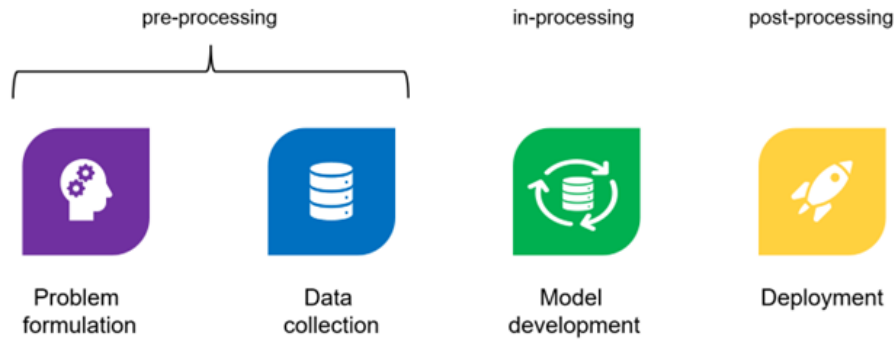 pre-processing
in-processing
post-processing
Problem
formulation
Data
collection
Model
development
Deployment